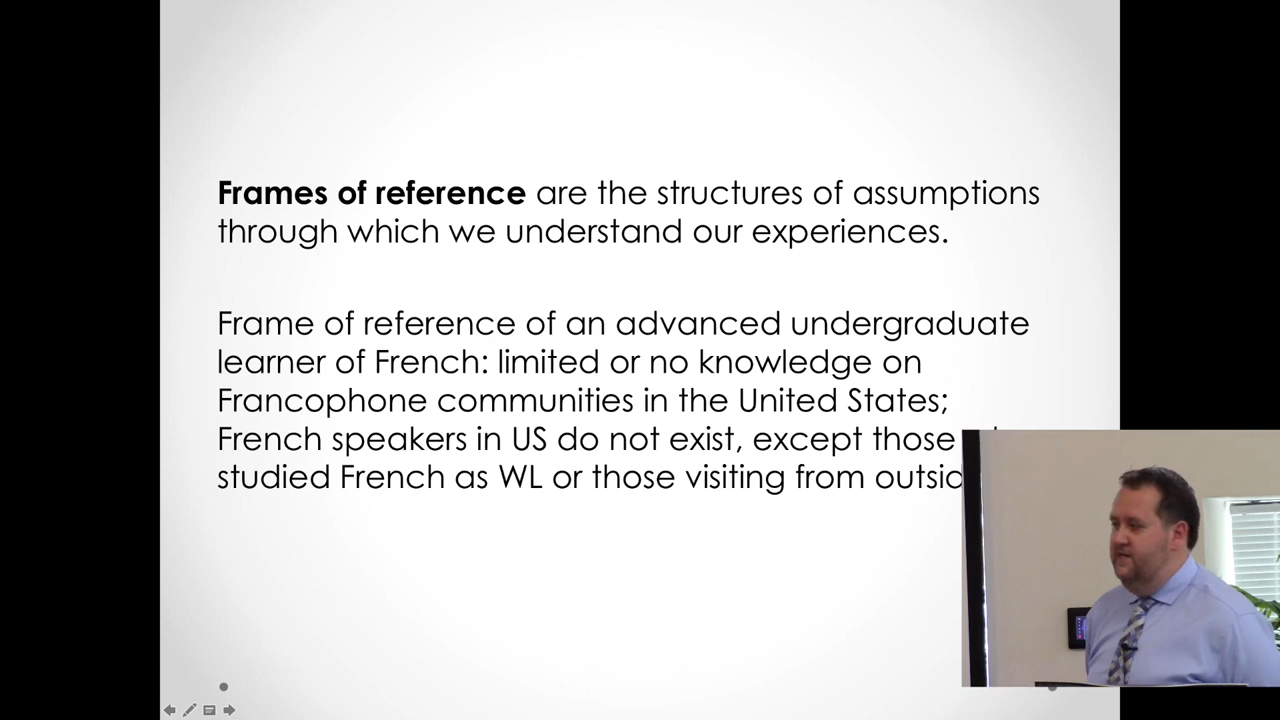 Frames of reference are the structures of assumptions
through which we understand our experiences.
Frame of reference of an advanced undergraduate
learner of French: limited or no knowledge on
Francophone communities in the United States;
French speakers in US do not exist, except those
studied French as WL or those visiting from